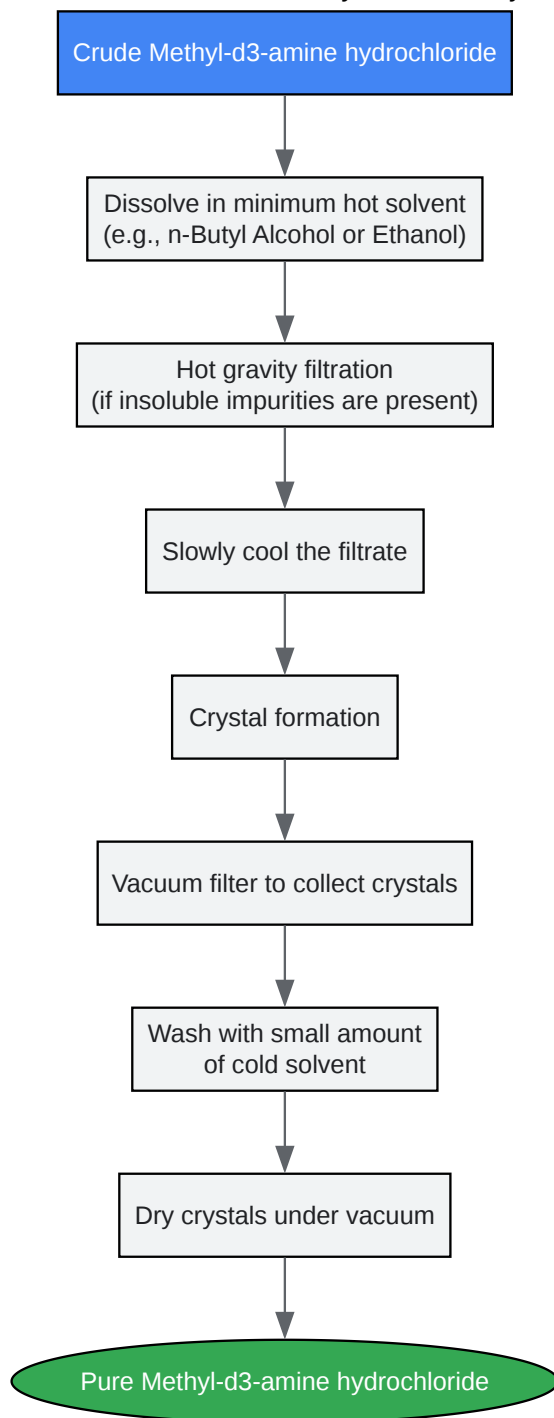 Crude Methyl-d3-amine hydrochloride
Dissolve in minimum hot solvent
(e.g., n-Butyl Alcohol or Ethanol)
Hot gravity filtration
(if insoluble impurities are present)
Slowly cool the filtrate
Crystal formation
Vacuum filter to collect crystals
Wash with small amount
of cold solvent
Dry crystals under vacuum
Pure Methyl-d3-amine hydrochloride